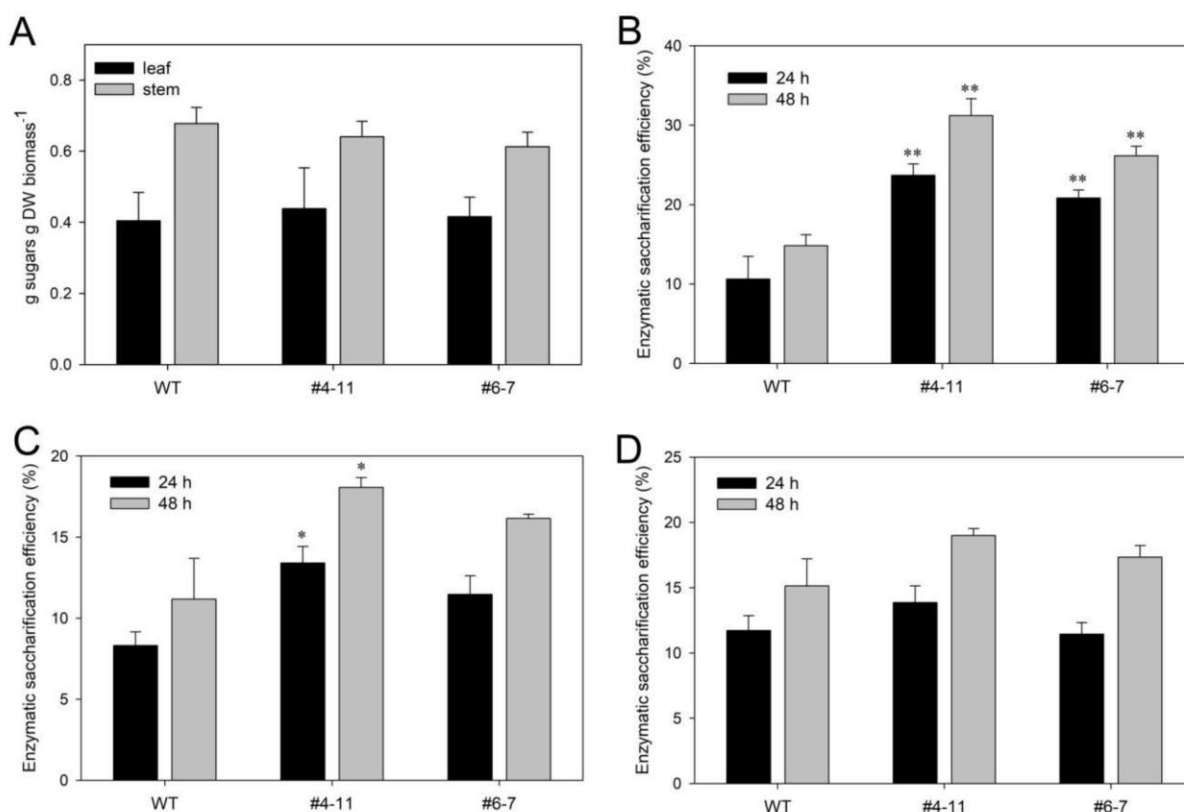 A
g sugars g DW biomass⁻¹
leaf
stem
0.8
0.6
0.4
0.2
0.0
WT #4-11 #6-7
B
Enzymatic saccharification efficiency (%)
24 h
48 h
40
30
20
10
0
** ** ** **
WT #4-11 #6-7
C
Enzymatic saccharification efficiency (%)
24 h
48 h
20
15
10
5
0
* *
WT #4-11 #6-7
D
Enzymatic saccharification efficiency (%)
24 h
48 h
25
20
15
10
5
0
WT #4-11 #6-7